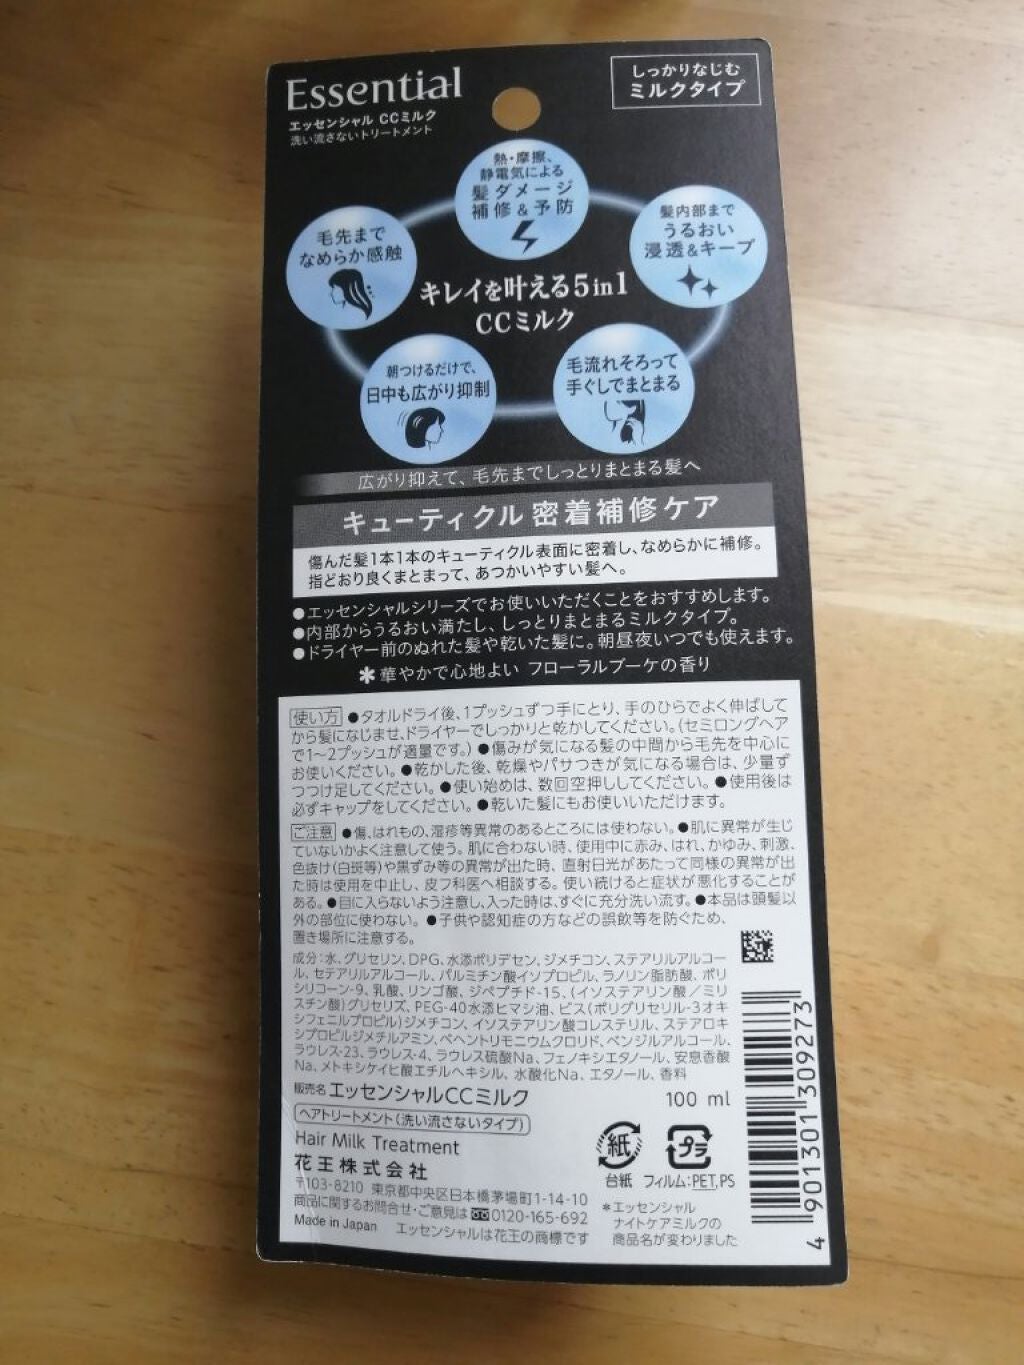 Essential
エッセンシャル CCミルク
洗い流さないトリートメント
しっかりなじむ
ミルクタイプ
熱・摩擦、
静電気による
髪ダメージ
補修&予防
毛先まで
なめらか感触
髪内部まで
うるおい
浸透&キープ
キレイを叶える5in1
CCミルク
朝つけるだけで、
日中も広がり抑制
毛流れそろって
手ぐしでまとまる
広がり抑えて、毛先までしっとりまとまる髪へ
キューティクル密着補修ケア
傷んだ髪1本1本のキューティクル表面に密着し、なめらかに補修。
指どおり良くまとまって、あつかいやすい髪へ。
●エッセンシャルシリーズでお使いいただくことをおすすめします。
●内部からうるおい満たし、しっとりまとまるミルクタイプ。
●ドライヤー前のぬれた髪や乾いた髪に。朝昼夜いつでも使えます。
＊華やかで心地よい フローラルブーケの香り
使い方 ●タオルドライ後、1プッシュずつ手にとり、手のひらでよく伸ばして
から髪になじませ、ドライヤーでしっかりと乾かしてください。(セミロングヘア
で1〜2プッシュが適量です。) ●傷みが気になる髪の中間から毛先を中心に
お使いください。●乾かした後、乾燥やパサつきが気になる場合は、少量ず
つつけ足してください。●使い始めは、数回空押ししてください。●使用後は
必ずキャップをしてください。●乾いた髪にもお使いいただけます。
ご注意 ●傷、はれもの、湿疹等異常のあるところには使わない。●肌に異常が生じ
ていないかよく注意して使う。肌に合わない時、使用中に赤み、はれ、かゆみ、刺激、
色抜け(白斑等)や黒ずみ等の異常が出た時、直射日光があたって同様の異常が出
た時は使用を中止し、皮フ科医へ相談する。使い続けると症状が悪化することが
ある。●目に入らないよう注意し、入った時は、すぐに充分洗い流す。●本品は頭髪以
外の部位に使わない。●子供や認知症の方などの誤飲等を防ぐため、
置き場所に注意する。
成分:水、グリセリン、DPG、水添ポリデセン、ジメチコン、ステアリルアルコー
ル、セテアリルアルコール、パルミチン酸イソプロピル、ラノリン脂肪酸、ポリ
シリコーン-9、乳酸、リンゴ酸、ジペプチド-15、(イソステアリン酸/ミリ
スチン酸)グリセリズ、PEG-40水添ヒマシ油、ビス(ポリグリセリル-3オキ
シフェニルプロピル)ジメチコン、イソステアリン酸コレステリル、ステアロキ
シプロピルジメチルアミン、ベヘントリモニウムクロリド、ベンジルアルコール、
ラウレス-23、ラウレス-4、ラウレス硫酸Na、フェノキシエタノール、安息香酸
Na、メトキシケイヒ酸エチルヘキシル、水酸化Na、エタノール、香料
販売名 エッセンシャルCCミルク
100 ml
ヘアトリートメント(洗い流さないタイプ)
Hair Milk Treatment
花王株式会社
〒103-8210 東京都中央区日本橋茅場町1-14-10
商品に関するお問合せ・ご意見は 0120-165-692
Made in Japan エッセンシャルは花王の商標です
紙
台紙
プラ
フィルム:PET,PS
＊エッセンシャル
ナイトケアミルクの
商品名が変わりました
4 901301 309273